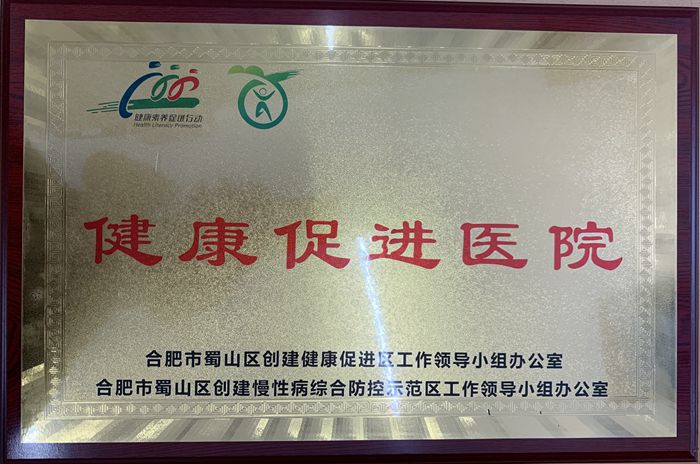 健康素养促进行动
Health Literacy Promotion
健康促进医院
合肥市蜀山区创建健康促进区工作领导小组办公室
合肥市蜀山区创建慢性病综合防控示范区工作领导小组办公室